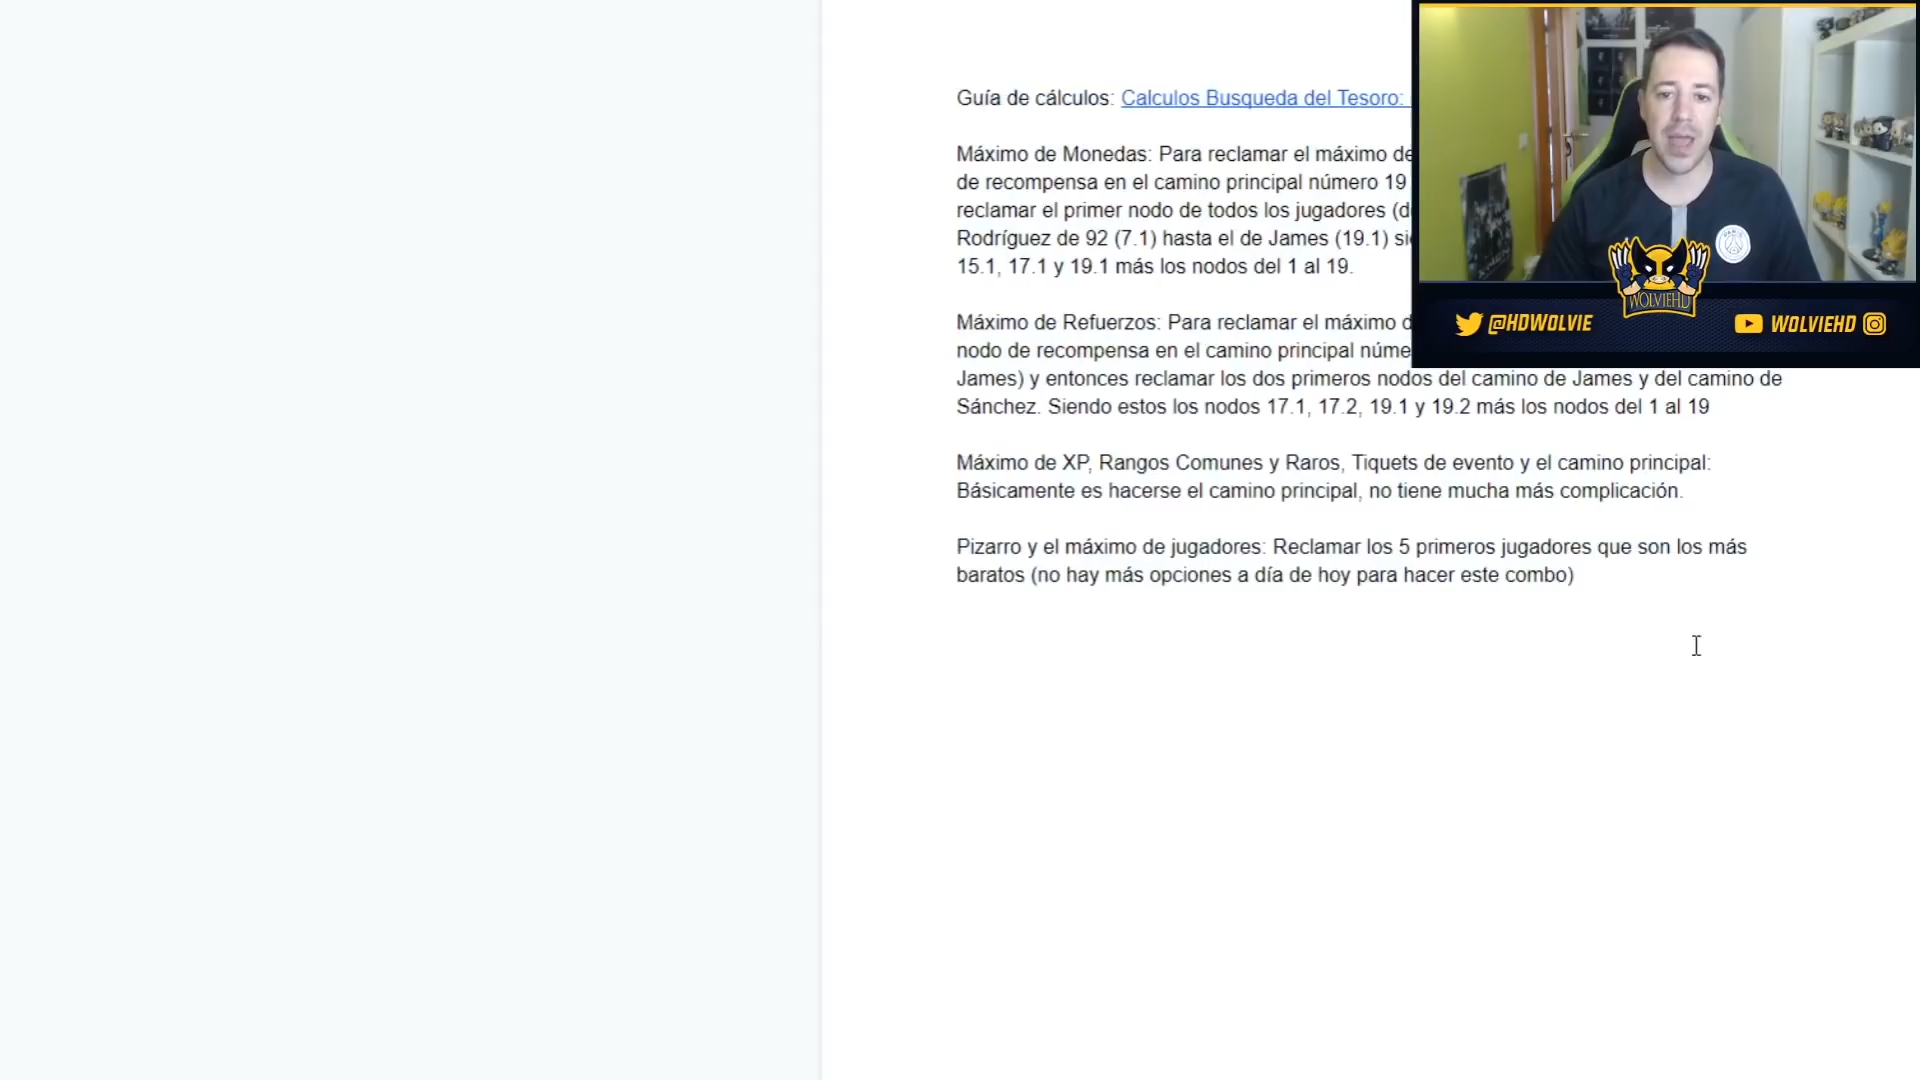 Guía de cálculos: Calculos Busqueda del Tesoro:
Máximo de Monedas: Para reclamar el máximo de
de recompensa en el camino principal número 19
reclamar el primer nodo de todos los jugadores
Rodríguez de 92 (7.1) hasta el de James (19.1)
15.1, 17.1 y 19.1 más los nodos del 1 al 19.
Máximo de Refuerzos: Para reclamar el máximo
nodo de recompensa en el camino principal
James) y entonces reclamar los dos primeros nodos del camino de James y del camino de
Sánchez. Siendo estos los nodos 17.1, 17.2, 19.1 y 19.2 más los nodos del 1 al 19
Máximo de XP, Rangos Comunes y Raros, Tiquets de evento y el camino principal:
Básicamente es hacerse el camino principal, no tiene mucha más complicación.
Pizarro y el máximo de jugadores: Reclamar los 5 primeros jugadores que son los más
baratos (no hay más opciones a día de hoy para hacer este combo)
WOLVIEHD
@HDWOLVIE
WOLVIEHD